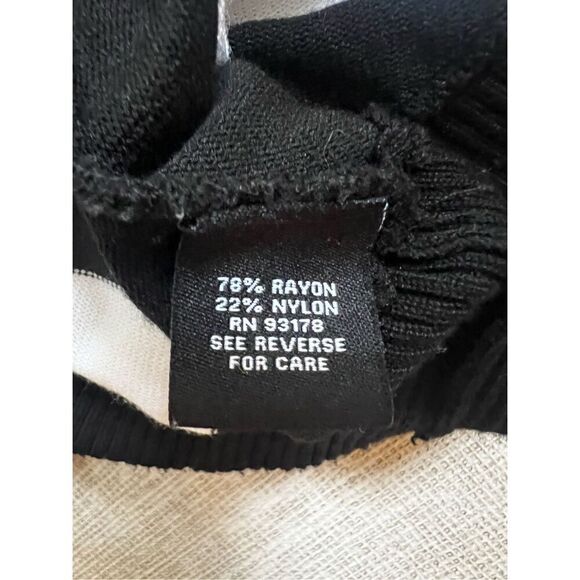 78% RAYON
22% NYLON
RN 93178
SEE REVERSE
FOR CARE